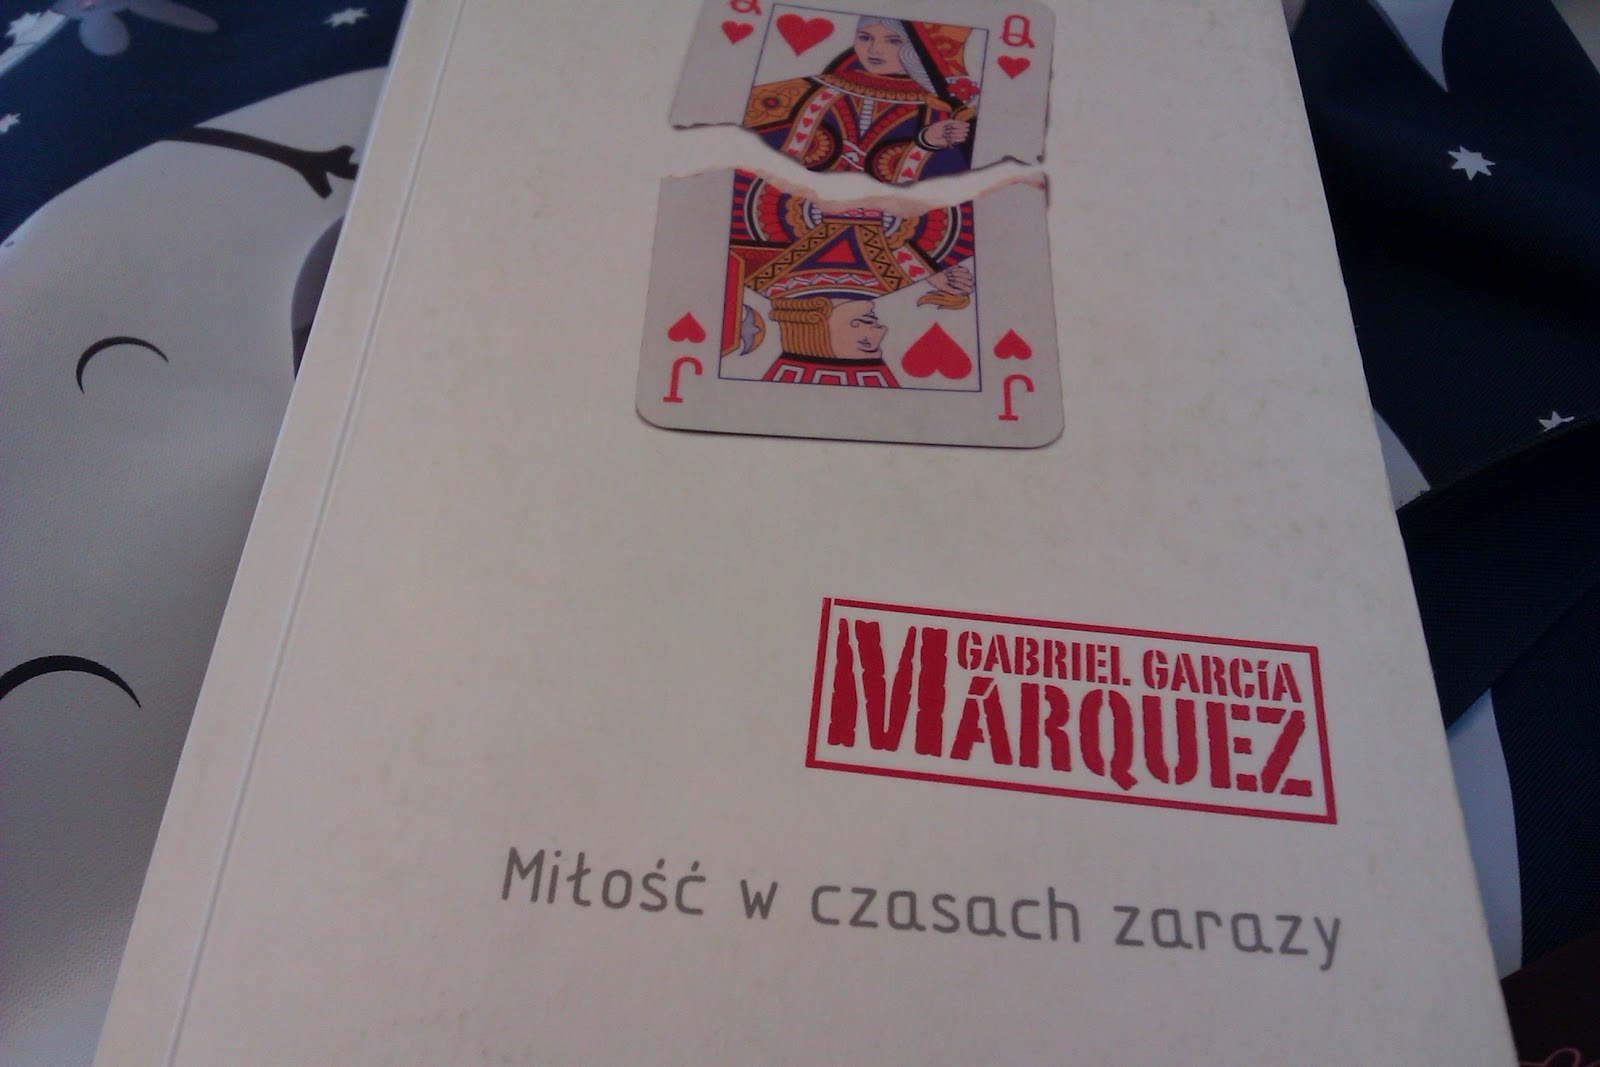 Q Q
J J
GABRIEL GARCíA
MÁRQUEZ
Miłość w czasach zarazy